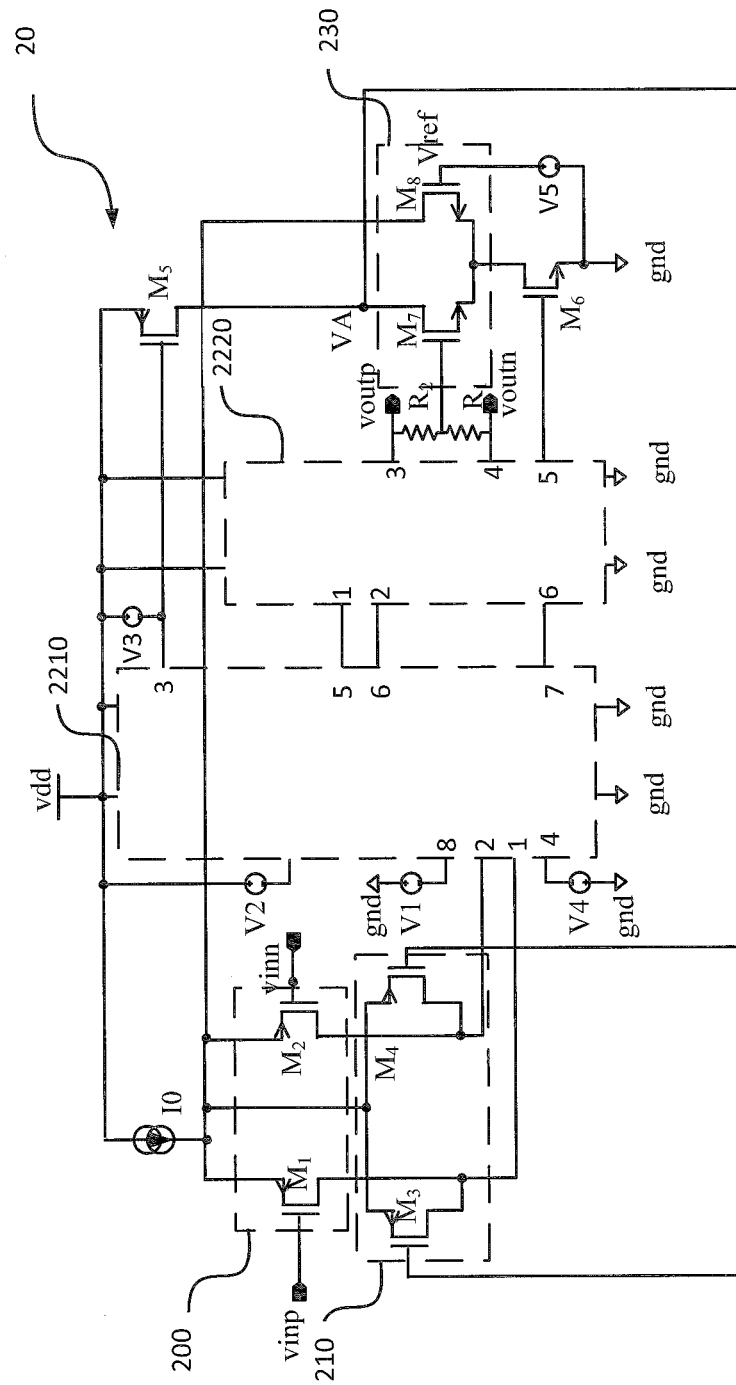 20
vdd
2210
2220
230
I0
V2
V3
M₅
VA
3
M₁
M₂
vinn
vinp
200
210
M₃
M₄
gnd
V1
8
2
1
4
V4
gnd
5
6
7
gnd
gnd
1
2
6
3
4
5
gnd
gnd
voutp
R₂
R
voutn
M₇
M₈
Vref
V5
M₆
gnd